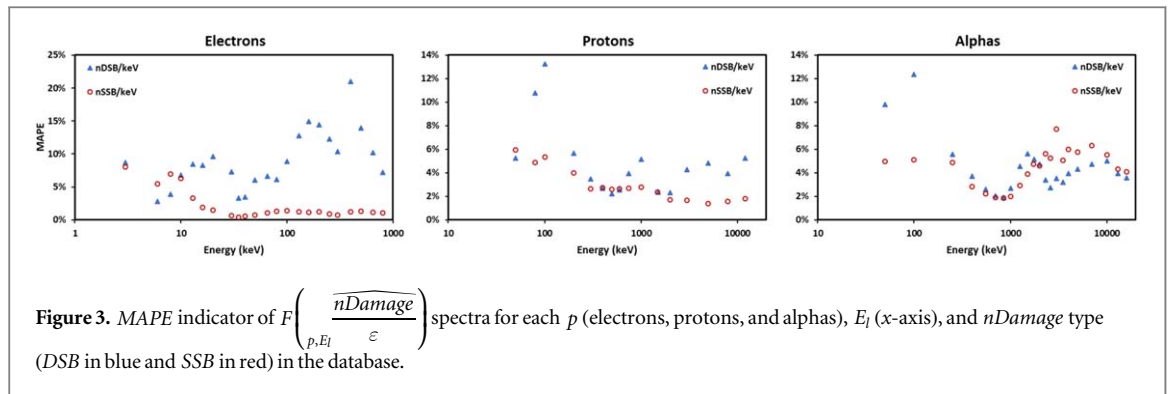 Electrons
25%
20%
15%
10%
5%
0%
MAPE
nDSB/keV
nSSB/keV
1 10 100 1000
Energy (keV)
Protons
14%
12%
10%
8%
6%
4%
2%
0%
nDSB/keV
nSSB/keV
10 100 1000 10000
Energy (keV)
Alphas
14%
12%
10%
8%
6%
4%
2%
0%
nDSB/keV
nSSB/keV
10 100 1000 10000
Energy (keV)
Figure 3. MAPE indicator of F(p,El nDamage/ε) spectra for each p (electrons, protons, and alphas), El (x-axis), and nDamage type
(DSB in blue and SSB in red) in the database.